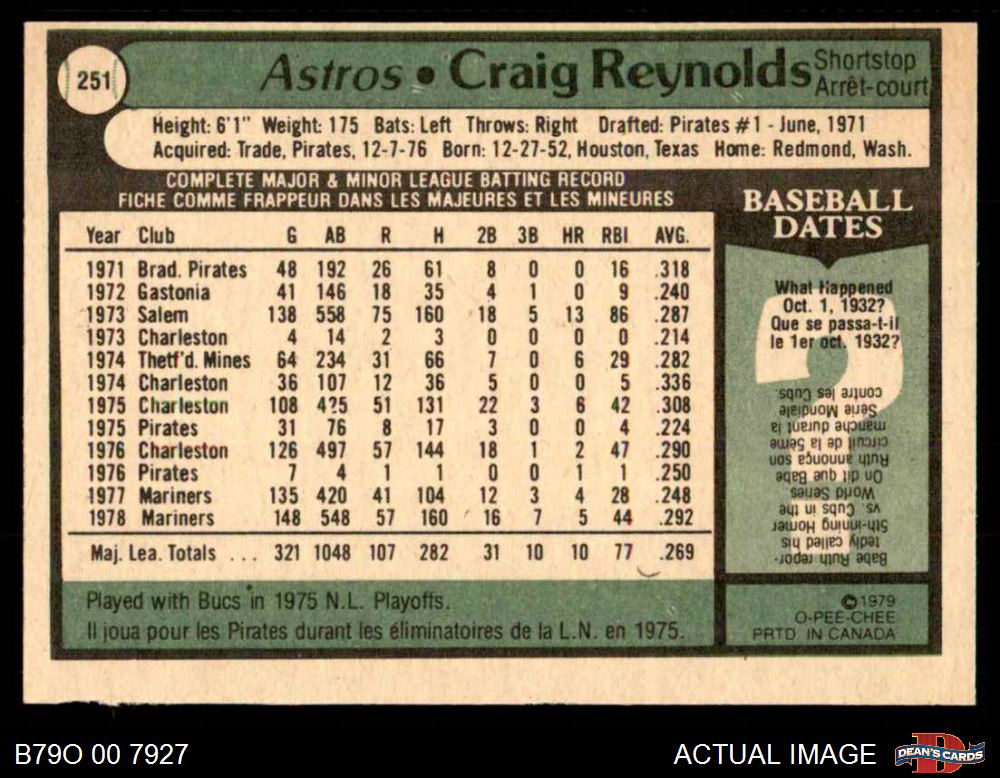 251
Astros • Craig Reynolds
Shortstop
Arrêt-court
Height: 6'1" Weight: 175 Bats: Left Throws: Right Drafted: Pirates #1 - June, 1971
Acquired: Trade, Pirates, 12-7-76 Born: 12-27-52, Houston, Texas Home: Redmond, Wash.
COMPLETE MAJOR & MINOR LEAGUE BATTING RECORD
FICHE COMME FRAPPEUR DANS LES MAJEURES ET LES MINEURES
Year Club G AB R H 2B 3B HR RBI AVG.
1971 Brad. Pirates 48 192 26 61 8 0 0 16 .318
1972 Gastonia 41 146 18 35 4 1 0 9 .240
1973 Salem 138 558 75 160 18 5 13 86 .287
1973 Charleston 4 14 2 3 0 0 0 0 .214
1974 Thetf'd. Mines 64 234 31 66 7 0 6 29 .282
1974 Charleston 36 107 12 36 5 0 0 5 .336
1975 Charleston 108 425 51 131 22 3 6 42 .308
1975 Pirates 31 76 8 17 3 0 0 4 .224
1976 Charleston 126 497 57 144 18 1 2 47 .290
1976 Pirates 7 4 1 1 0 0 1 1 .250
1977 Mariners 135 420 41 104 12 3 4 28 .248
1978 Mariners 148 548 57 160 16 7 5 44 .292
Maj. Lea. Totals ... 321 1048 107 282 31 10 10 77 .269
Played with Bucs in 1975 N.L. Playoffs.
Il joua pour les Pirates durant les éliminatoires de la L.N. en 1975.
BASEBALL
DATES
What Happened
Oct. 1, 1932?
Que se passa-t-il
le 1er oct. 1932?
Babe Ruth repor-
tedly called his
5th-inning Homer
vs. Cubs in the
World Series
On dit que Babe
Ruth annonça son
circuit de la 5ème
manche durant la
Série Mondiale
contre les Cubs.
©1979
O-PEE-CHEE
PRTD IN CANADA
B79O 00 7927
ACTUAL IMAGE
DEAN'S CARDS